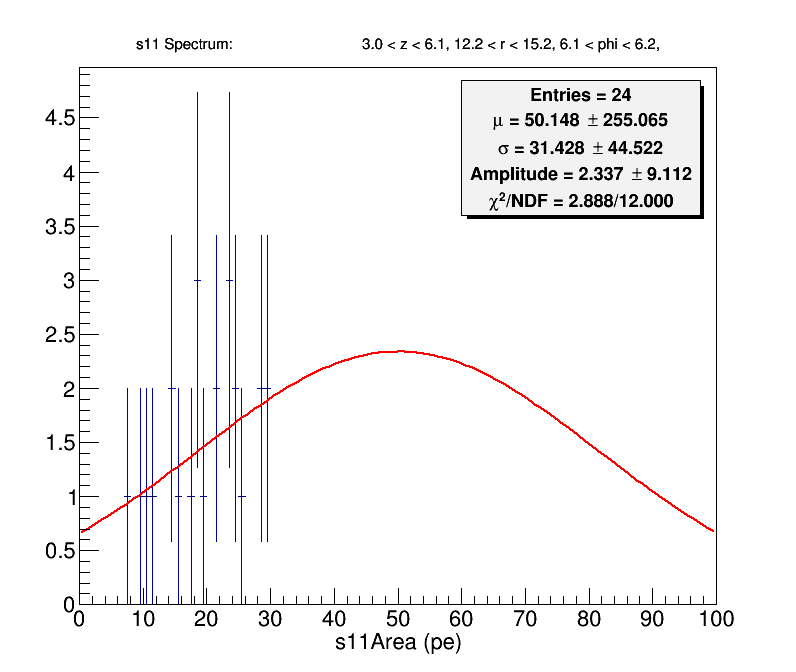 s11 Spectrum: 3.0 < z < 6.1, 12.2 < r < 15.2, 6.1 < phi < 6.2,
Entries = 24
μ = 50.148 ± 255.065
σ = 31.428 ± 44.522
Amplitude = 2.337 ± 9.112
χ²/NDF = 2.888/12.000
4.5
4
3.5
3
2.5
2
1.5
1
0.5
0
0 10 20 30 40 50 60 70 80 90 100
s11Area (pe)